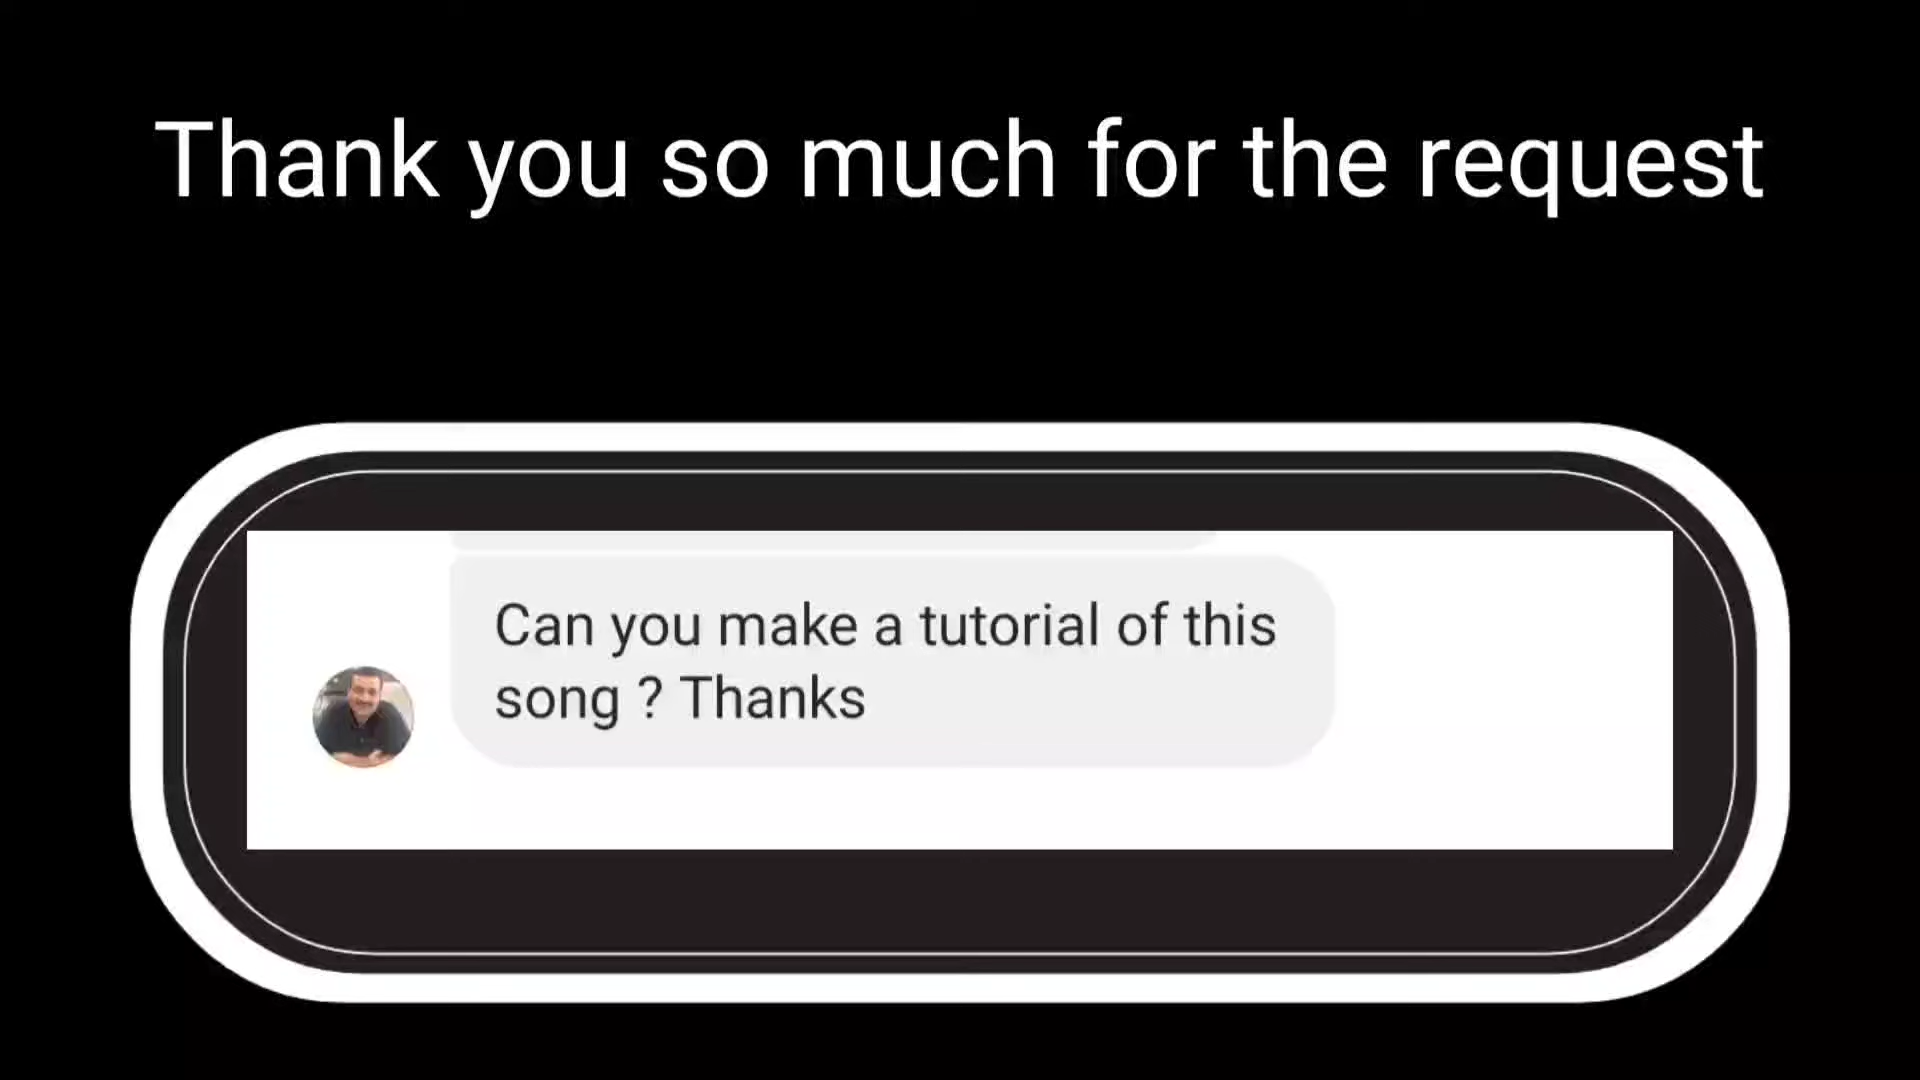 Thank you so much for the request
Can you make a tutorial of this
song ? Thanks